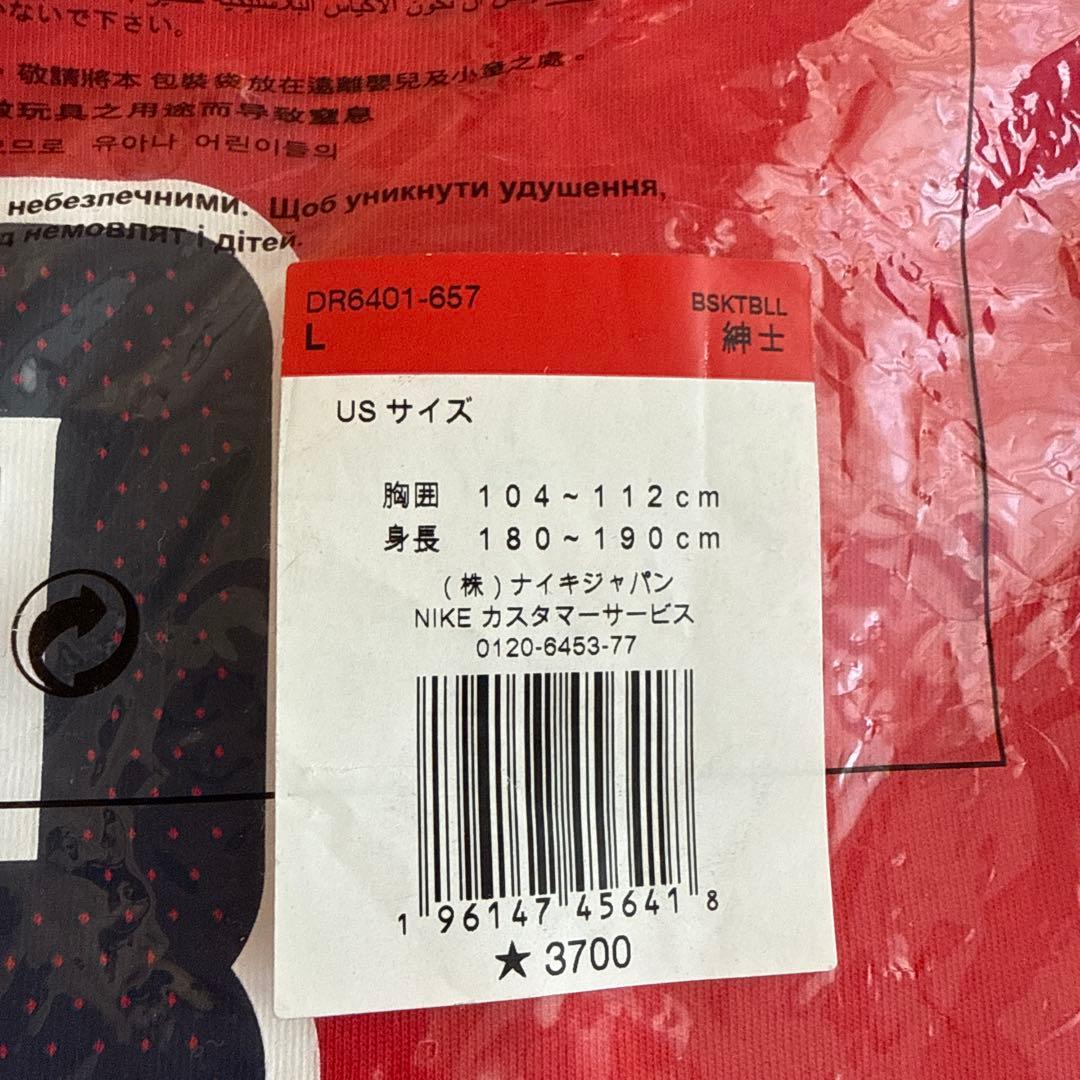 ないで下さい。
敬請將本包裝袋放在遠離嬰兒及小童之處。
玩具之用途而导致窒息
므로 유아나 어린이들의
небезпечними. Щоб уникнути удушення,
немовлят і дітей.
DR6401-657 BSKTBLL
L 紳士
US サイズ
胸囲 104~112cm
身長 180~190cm
(株)ナイキジャパン
NIKE カスタマーサービス
0120-6453-77
1 96147 45641 8
★ 3700